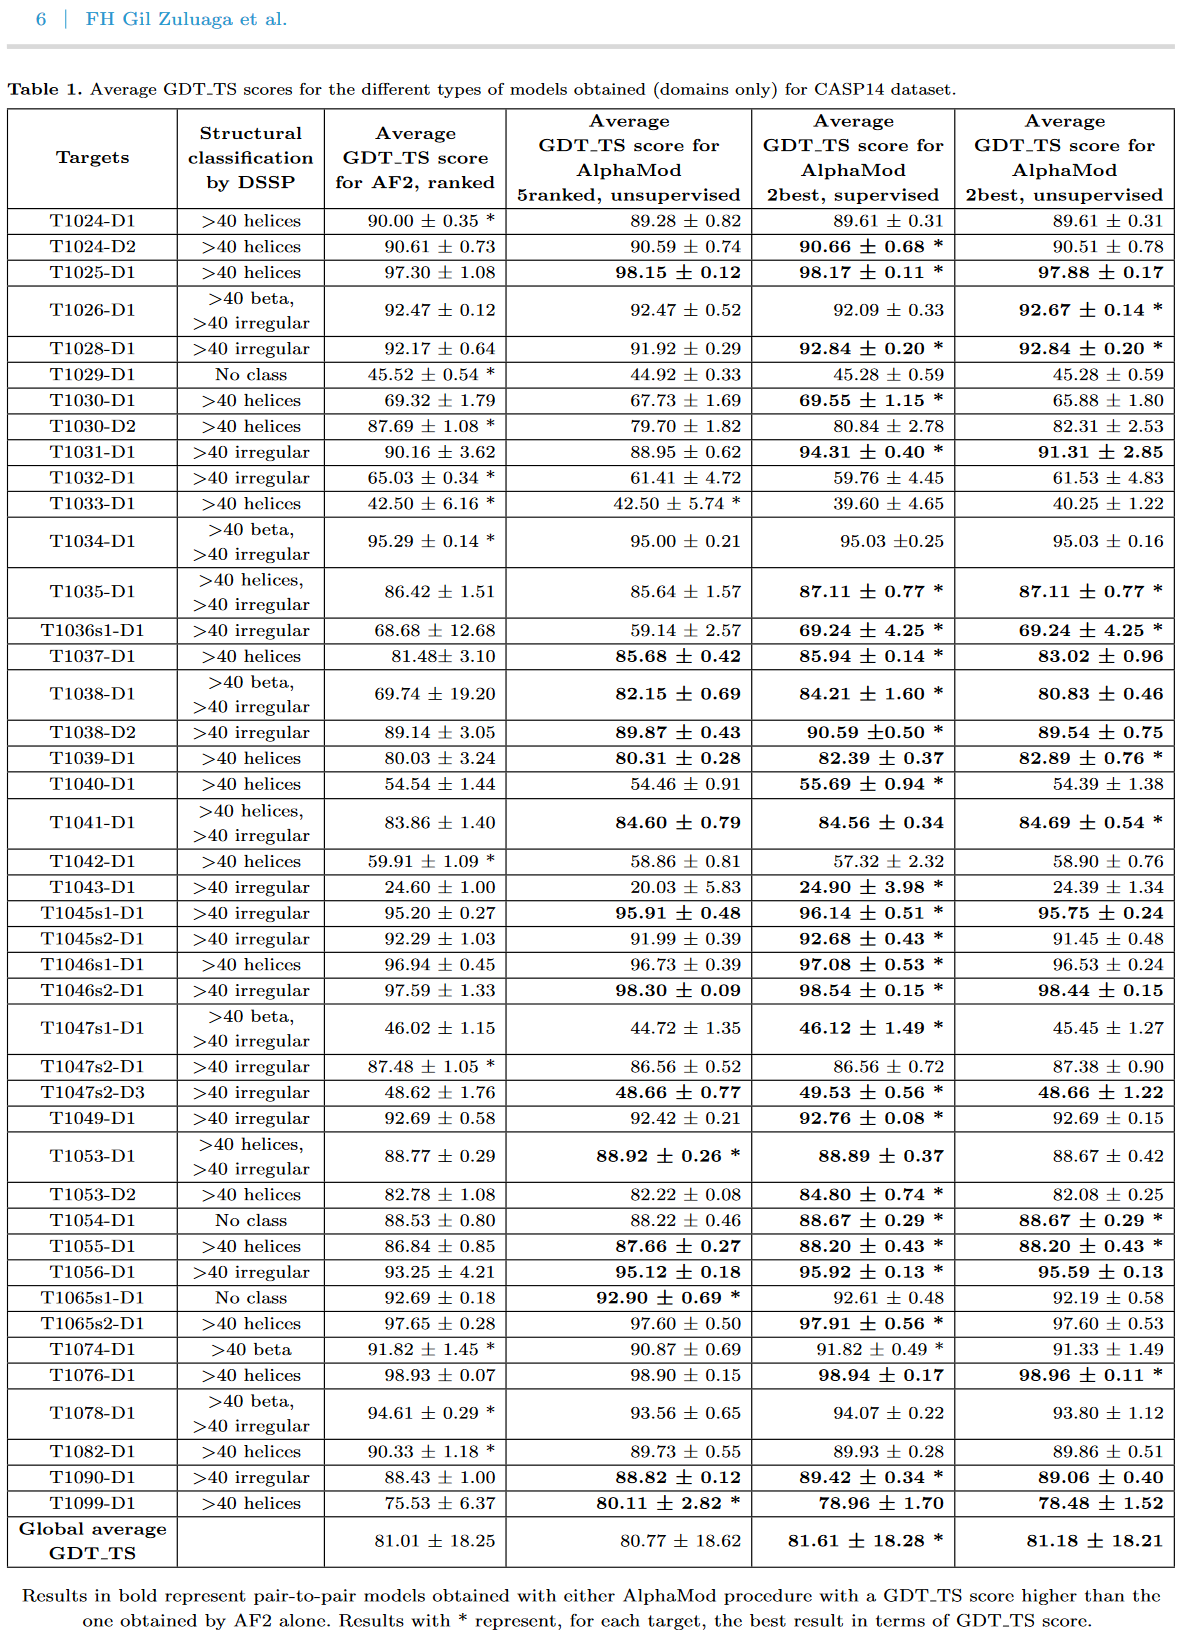 6 | FH Gil Zuluaga et al.
Table 1. Average GDT_TS scores for the different types of models obtained (domains only) for CASP14 dataset.
Targets | Structural classification by DSSP | Average GDT_TS score for AF2, ranked | Average GDT_TS score for AlphaMod 5ranked, unsupervised | Average GDT_TS score for AlphaMod 2best, supervised | Average GDT_TS score for AlphaMod 2best, unsupervised
T1024-D1 | >40 helices | 90.00 ± 0.35 * | 89.28 ± 0.82 | 89.61 ± 0.31 | 89.61 ± 0.31
T1024-D2 | >40 helices | 90.61 ± 0.73 | 90.59 ± 0.74 | 90.66 ± 0.68 * | 90.51 ± 0.78
T1025-D1 | >40 helices | 97.30 ± 1.08 | 98.15 ± 0.12 | 98.17 ± 0.11 * | 97.88 ± 0.17
T1026-D1 | >40 beta, >40 irregular | 92.47 ± 0.12 | 92.47 ± 0.52 | 92.09 ± 0.33 | 92.67 ± 0.14 *
T1028-D1 | >40 irregular | 92.17 ± 0.64 | 91.92 ± 0.29 | 92.84 ± 0.20 * | 92.84 ± 0.20 *
T1029-D1 | No class | 45.52 ± 0.54 * | 44.92 ± 0.33 | 45.28 ± 0.59 | 45.28 ± 0.59
T1030-D1 | >40 helices | 69.32 ± 1.79 | 67.73 ± 1.69 | 69.55 ± 1.15 * | 65.88 ± 1.80
T1030-D2 | >40 helices | 87.69 ± 1.08 * | 79.70 ± 1.82 | 80.84 ± 2.78 | 82.31 ± 2.53
T1031-D1 | >40 irregular | 90.16 ± 3.62 | 88.95 ± 0.62 | 94.31 ± 0.40 * | 91.31 ± 2.85
T1032-D1 | >40 irregular | 65.03 ± 0.34 * | 61.41 ± 4.72 | 59.76 ± 4.45 | 61.53 ± 4.83
T1033-D1 | >40 helices | 42.50 ± 6.16 * | 42.50 ± 5.74 * | 39.60 ± 4.65 | 40.25 ± 1.22
T1034-D1 | >40 beta, >40 irregular | 95.29 ± 0.14 * | 95.00 ± 0.21 | 95.03 ±0.25 | 95.03 ± 0.16
T1035-D1 | >40 helices, >40 irregular | 86.42 ± 1.51 | 85.64 ± 1.57 | 87.11 ± 0.77 * | 87.11 ± 0.77 *
T1036s1-D1 | >40 irregular | 68.68 ± 12.68 | 59.14 ± 2.57 | 69.24 ± 4.25 * | 69.24 ± 4.25 *
T1037-D1 | >40 helices | 81.48± 3.10 | 85.68 ± 0.42 | 85.94 ± 0.14 * | 83.02 ± 0.96
T1038-D1 | >40 beta, >40 irregular | 69.74 ± 19.20 | 82.15 ± 0.69 | 84.21 ± 1.60 * | 80.83 ± 0.46
T1038-D2 | >40 irregular | 89.14 ± 3.05 | 89.87 ± 0.43 | 90.59 ±0.50 * | 89.54 ± 0.75
T1039-D1 | >40 helices | 80.03 ± 3.24 | 80.31 ± 0.28 | 82.39 ± 0.37 | 82.89 ± 0.76 *
T1040-D1 | >40 helices | 54.54 ± 1.44 | 54.46 ± 0.91 | 55.69 ± 0.94 * | 54.39 ± 1.38
T1041-D1 | >40 helices, >40 irregular | 83.86 ± 1.40 | 84.60 ± 0.79 | 84.56 ± 0.34 | 84.69 ± 0.54 *
T1042-D1 | >40 helices | 59.91 ± 1.09 * | 58.86 ± 0.81 | 57.32 ± 2.32 | 58.90 ± 0.76
T1043-D1 | >40 irregular | 24.60 ± 1.00 | 20.03 ± 5.83 | 24.90 ± 3.98 * | 24.39 ± 1.34
T1045s1-D1 | >40 irregular | 95.20 ± 0.27 | 95.91 ± 0.48 | 96.14 ± 0.51 * | 95.75 ± 0.24
T1045s2-D1 | >40 irregular | 92.29 ± 1.03 | 91.99 ± 0.39 | 92.68 ± 0.43 * | 91.45 ± 0.48
T1046s1-D1 | >40 helices | 96.94 ± 0.45 | 96.73 ± 0.39 | 97.08 ± 0.53 * | 96.53 ± 0.24
T1046s2-D1 | >40 irregular | 97.59 ± 1.33 | 98.30 ± 0.09 | 98.54 ± 0.15 * | 98.44 ± 0.15
T1047s1-D1 | >40 beta, >40 irregular | 46.02 ± 1.15 | 44.72 ± 1.35 | 46.12 ± 1.49 * | 45.45 ± 1.27
T1047s2-D1 | >40 irregular | 87.48 ± 1.05 * | 86.56 ± 0.52 | 86.56 ± 0.72 | 87.38 ± 0.90
T1047s2-D3 | >40 irregular | 48.62 ± 1.76 | 48.66 ± 0.77 | 49.53 ± 0.56 * | 48.66 ± 1.22
T1049-D1 | >40 irregular | 92.69 ± 0.58 | 92.42 ± 0.21 | 92.76 ± 0.08 * | 92.69 ± 0.15
T1053-D1 | >40 helices, >40 irregular | 88.77 ± 0.29 | 88.92 ± 0.26 * | 88.89 ± 0.37 | 88.67 ± 0.42
T1053-D2 | >40 helices | 82.78 ± 1.08 | 82.22 ± 0.08 | 84.80 ± 0.74 * | 82.08 ± 0.25
T1054-D1 | No class | 88.53 ± 0.80 | 88.22 ± 0.46 | 88.67 ± 0.29 * | 88.67 ± 0.29 *
T1055-D1 | >40 helices | 86.84 ± 0.85 | 87.66 ± 0.27 | 88.20 ± 0.43 * | 88.20 ± 0.43 *
T1056-D1 | >40 irregular | 93.25 ± 4.21 | 95.12 ± 0.18 | 95.92 ± 0.13 * | 95.59 ± 0.13
T1065s1-D1 | No class | 92.69 ± 0.18 | 92.90 ± 0.69 * | 92.61 ± 0.48 | 92.19 ± 0.58
T1065s2-D1 | >40 helices | 97.65 ± 0.28 | 97.60 ± 0.50 | 97.91 ± 0.56 * | 97.60 ± 0.53
T1074-D1 | >40 beta | 91.82 ± 1.45 * | 90.87 ± 0.69 | 91.82 ± 0.49 * | 91.33 ± 1.49
T1076-D1 | >40 helices | 98.93 ± 0.07 | 98.90 ± 0.15 | 98.94 ± 0.17 | 98.96 ± 0.11 *
T1078-D1 | >40 beta, >40 irregular | 94.61 ± 0.29 * | 93.56 ± 0.65 | 94.07 ± 0.22 | 93.80 ± 1.12
T1082-D1 | >40 helices | 90.33 ± 1.18 * | 89.73 ± 0.55 | 89.93 ± 0.28 | 89.86 ± 0.51
T1090-D1 | >40 irregular | 88.43 ± 1.00 | 88.82 ± 0.12 | 89.42 ± 0.34 * | 89.06 ± 0.40
T1099-D1 | >40 helices | 75.53 ± 6.37 | 80.11 ± 2.82 * | 78.96 ± 1.70 | 78.48 ± 1.52
Global average GDT_TS | | 81.01 ± 18.25 | 80.77 ± 18.62 | 81.61 ± 18.28 * | 81.18 ± 18.21
Results in bold represent pair-to-pair models obtained with either AlphaMod procedure with a GDT_TS score higher than the
one obtained by AF2 alone. Results with * represent, for each target, the best result in terms of GDT_TS score.